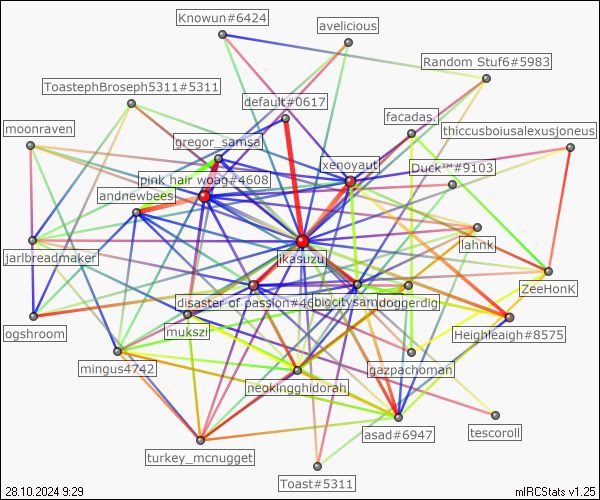 Knowun#6424
avelicious
Random Stuf6#5983
ToastephBroseph5311#5311
default#0617
facadas.
moonraven
gregor_samsa
thiccusboiusalexusjoneus
xenoyaut
Duck™#9103
pink hair woag#4608
andnewbees
lahnk
jarlbreadmaker
ikasuzu
ZeeHonK
disaster of passion#46
bigcitysam
doggerdig
ogshroom
mukszi
Heighleaigh#8575
mingus4742
gazpachoman
neokingghidorah
asad#6947
tescoroll
turkey_mcnugget
Toast#5311
28.10.2024 9:29
mIRCStats v1.25